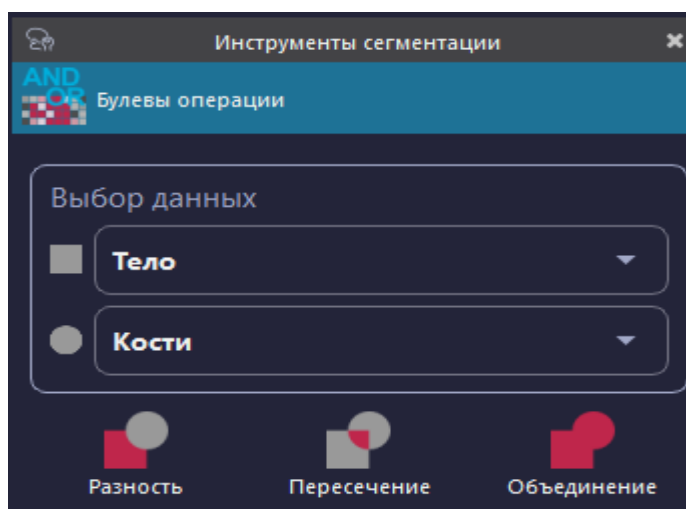 Инструменты сегментации
AND
OR
Булевы операции
Выбор данных
Тело
Кости
Разность Пересечение Объединение